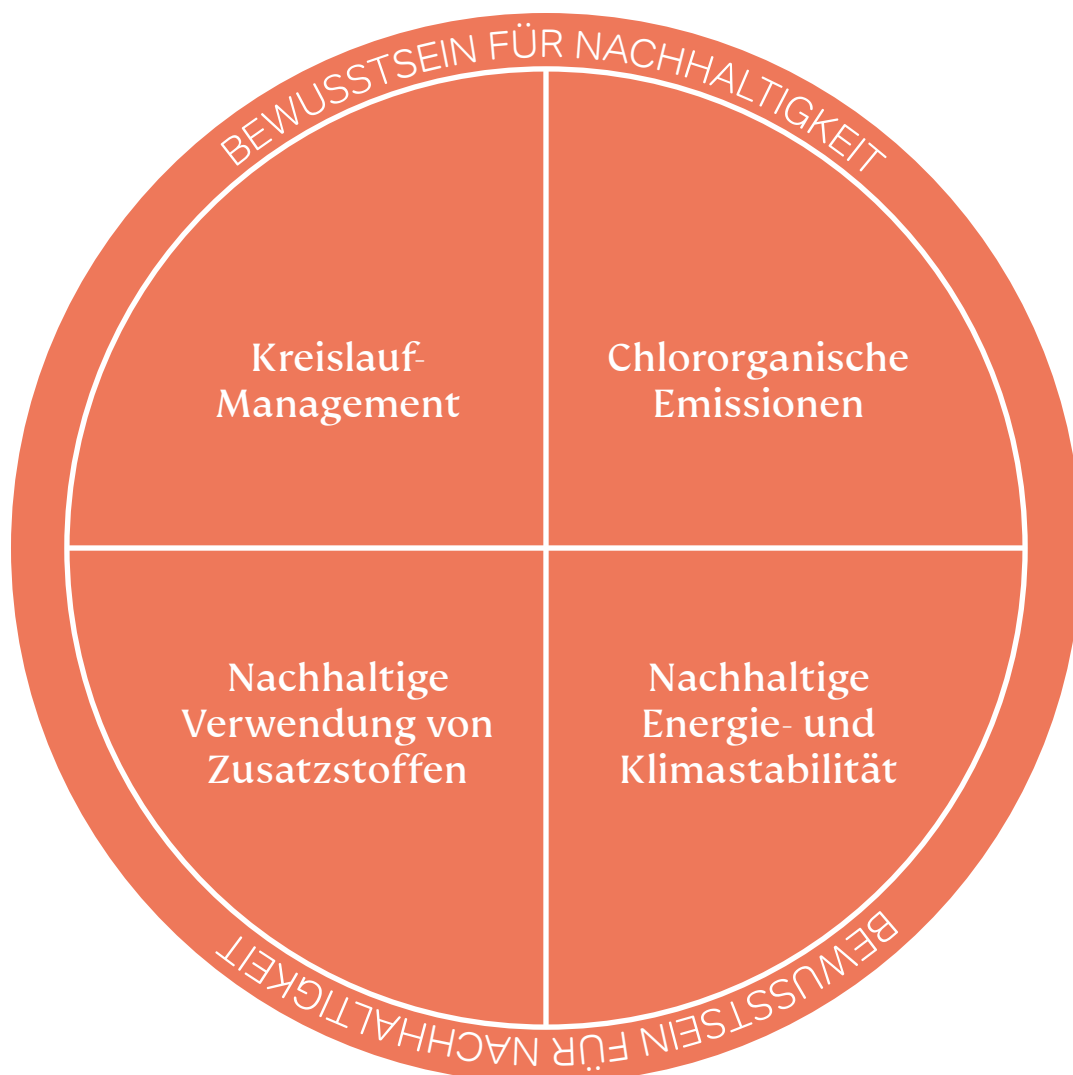 BEWUSSTSEIN FÜR NACHHALTIGKEIT
Kreislauf-
Management
Chlororganische
Emissionen
Nachhaltige
Verwendung von
Zusatzstoffen
Nachhaltige
Energie- und
Klimastabilität
BEWUSSTSEIN FÜR NACHHALTIGKEIT